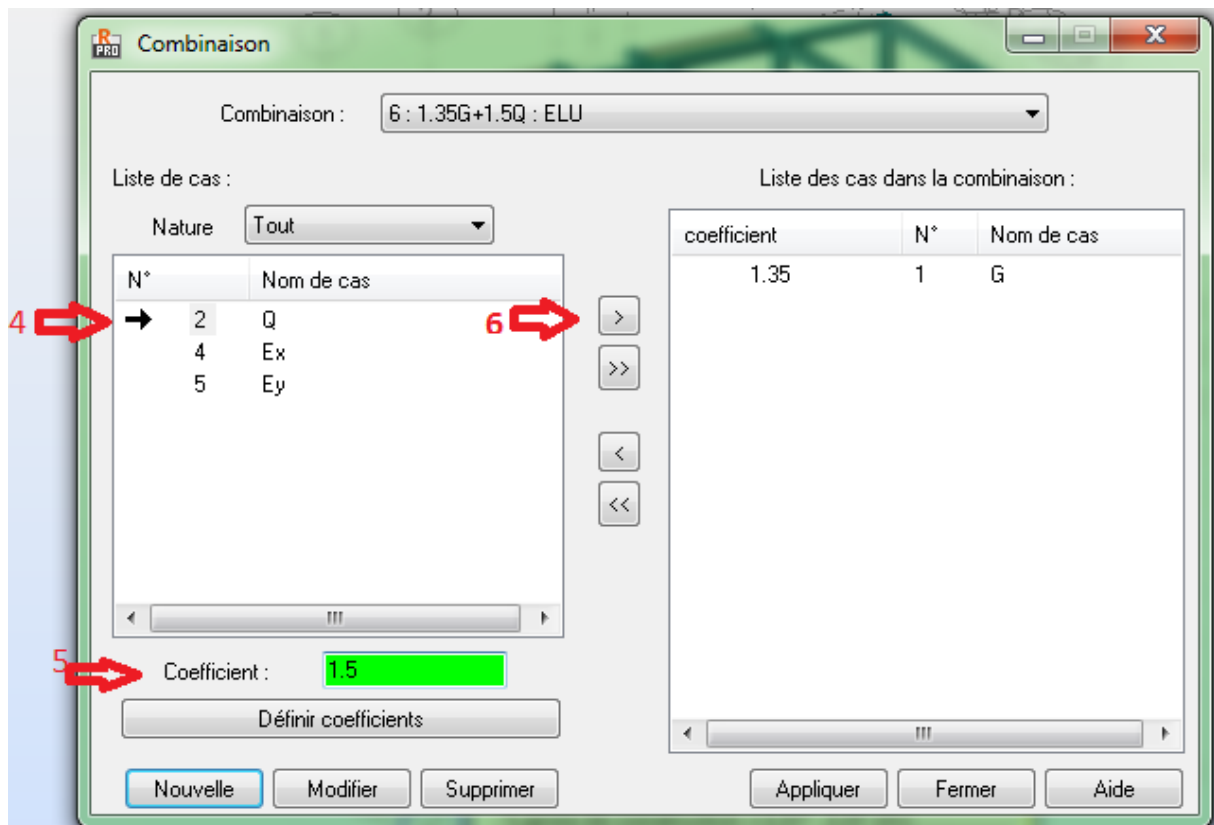 R
PRO
Combinaison
Combinaison :
6 : 1.35G+1.5Q : ELU
Liste de cas :
Liste des cas dans la combinaison :
Nature
Tout
coefficient N° Nom de cas
1.35 1 G
N° Nom de cas
4
2 Q
6
>
4 Ex
>>
5 Ey
<
<<
5
Coefficient :
1.5
Définir coefficients
Nouvelle
Modifier
Supprimer
Appliquer
Fermer
Aide